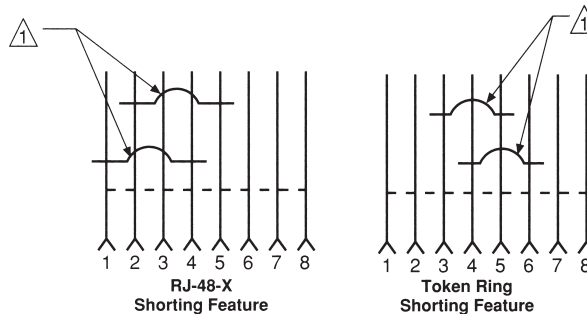 1 1
1 2 3 4 5 6 7 8 1 2 3 4 5 6 7 8
RJ-48-X Token Ring
Shorting Feature Shorting Feature